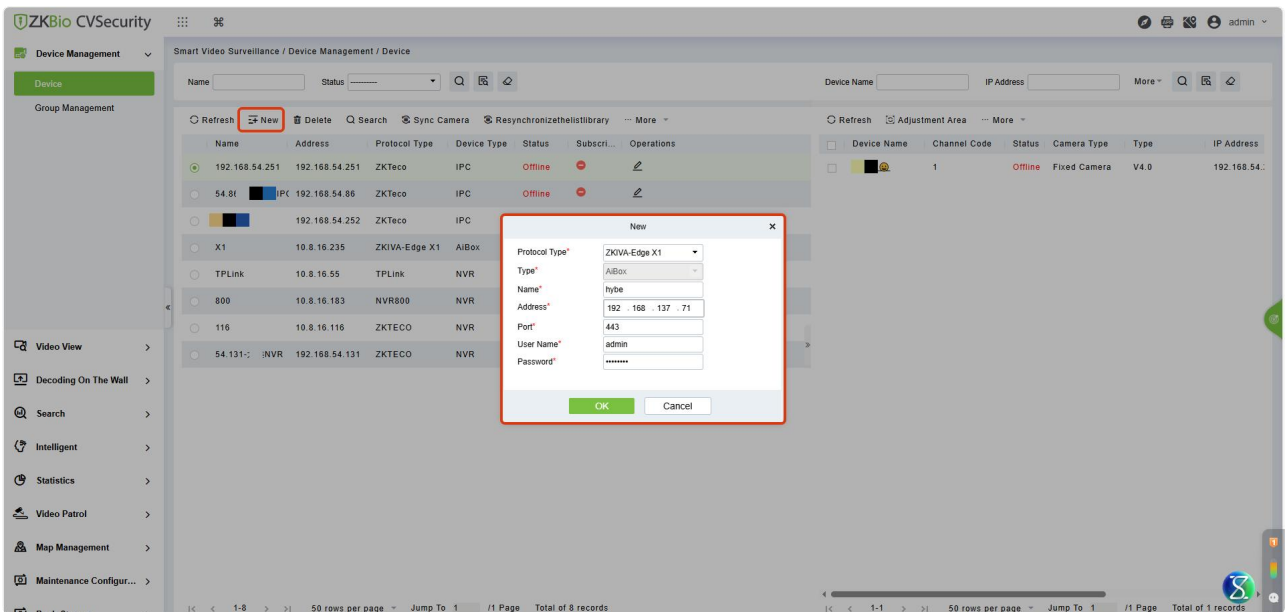 ZKBio CVSecurity
admin
Device Management
Smart Video Surveillance / Device Management / Device
Device
Group Management
Name Status ——— 
Device Name IP Address More
Refresh New Delete Search Sync Camera Resynchronizethelistlibrary ··· More
Refresh Adjustment Area ··· More
Name Address Protocol Type Device Type Status Subscri... Operations
Device Name Channel Code Status Camera Type Type IP Address
192.168.54.251 192.168.54.251 ZKTeco IPC Offline
1 Offline Fixed Camera V4.0 192.168.54.:
54.8 IPC 192.168.54.86 ZKTeco IPC Offline
192.168.54.252 ZKTeco IPC
X1 10.8.16.235 ZKIVA-Edge X1 AiBox
TPLink 10.8.16.55 TPLink NVR
800 10.8.16.183 NVR800 NVR
116 10.8.16.116 ZKTECO NVR
54.131-: :NVR 192.168.54.131 ZKTECO NVR
New ×
Protocol Type* ZKIVA-Edge X1
Type* AiBox
Name* hybe
Address* 192 . 168 . 137 . 71
Port* 443
User Name* admin
Password* ••••••••
OK Cancel
Video View
Decoding On The Wall
Search
Intelligent
Statistics
Video Patrol
Map Management
Maintenance Configur...
1-8 50 rows per page Jump To 1 /1 Page Total of 8 records
1-1 50 rows per page Jump To 1 /1 Page Total of 1 records